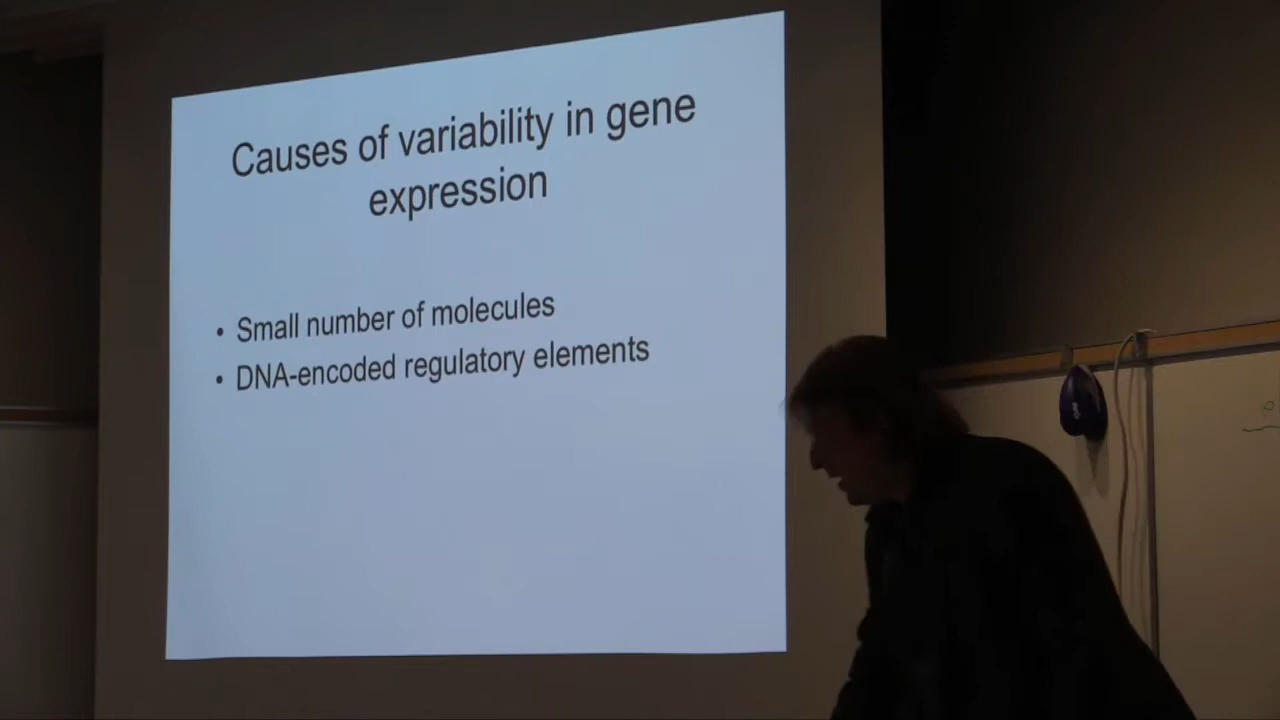 Causes of variability in gene
expression
• Small number of molecules
• DNA-encoded regulatory elements